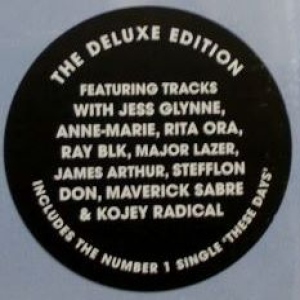 THE DELUXE EDITION
FEATURING TRACKS
WITH JESS GLYNNE,
ANNE-MARIE, RITA ORA,
RAY BLK, MAJOR LAZER,
JAMES ARTHUR, STEFFLON
DON, MAVERICK SABRE
& KOJEY RADICAL
INCLUDES THE NUMBER 1 SINGLE 'THESE DAYS'